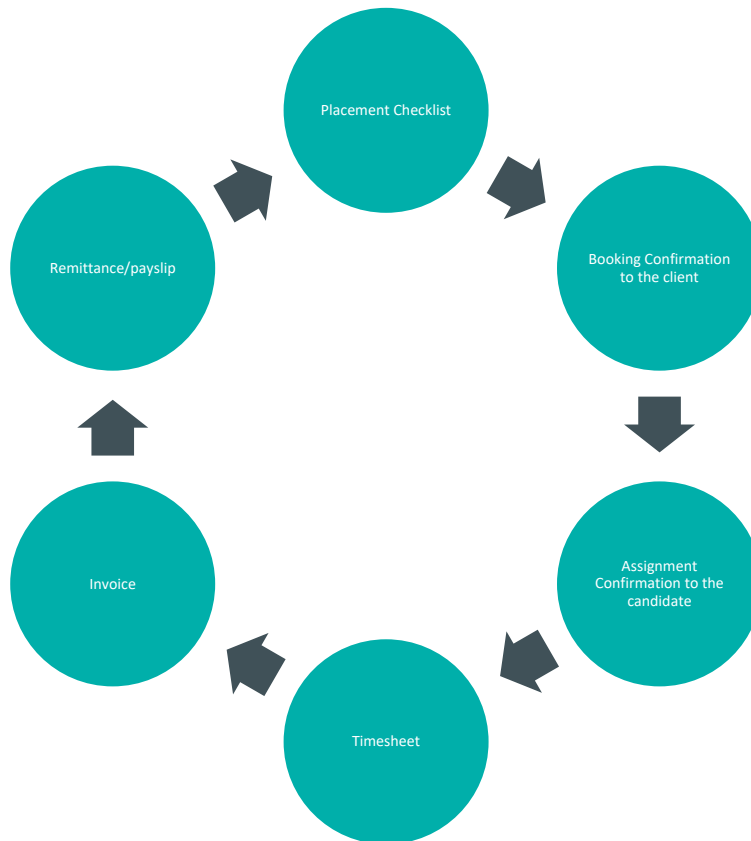 Placement Checklist
Booking Confirmation
to the client
Assignment
Confirmation to the
candidate
Timesheet
Invoice
Remittance/payslip